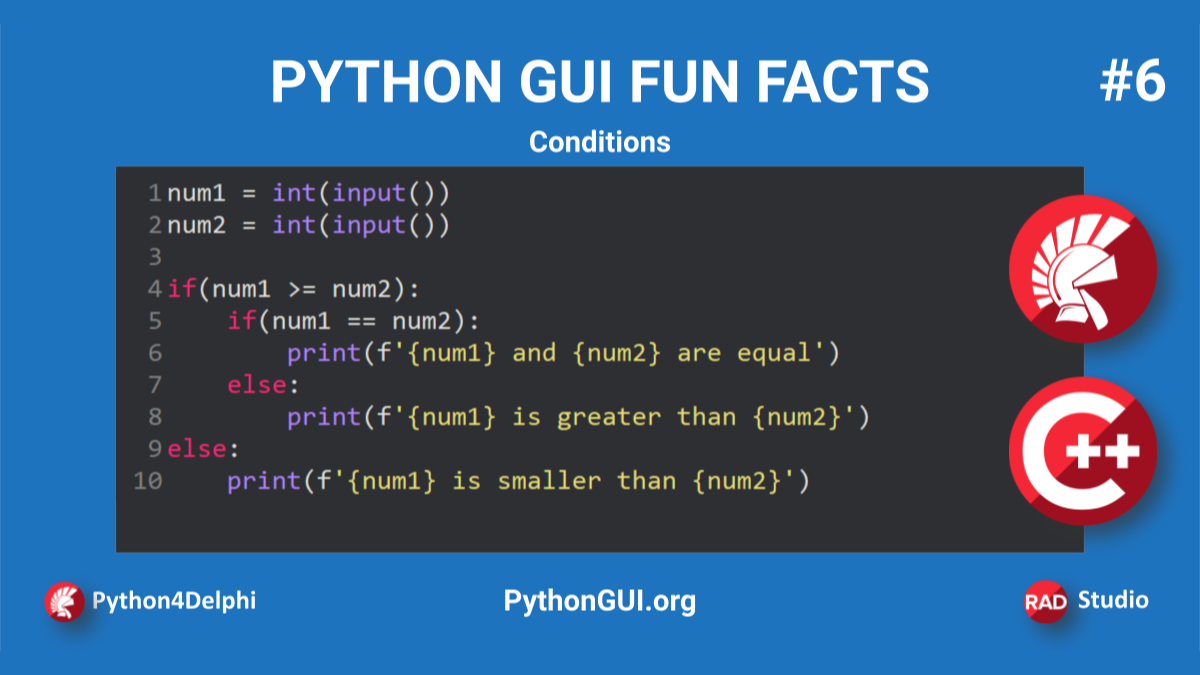 PYTHON GUI FUN FACTS
#6
Conditions
1 num1 = int(input())
2 num2 = int(input())
3
4 if(num1 >= num2):
5     if(num1 == num2):
6         print(f'{num1} and {num2} are equal')
7     else:
8         print(f'{num1} is greater than {num2}')
9 else:
10     print(f'{num1} is smaller than {num2}')
C++
Python4Delphi
PythonGUI.org
RAD Studio